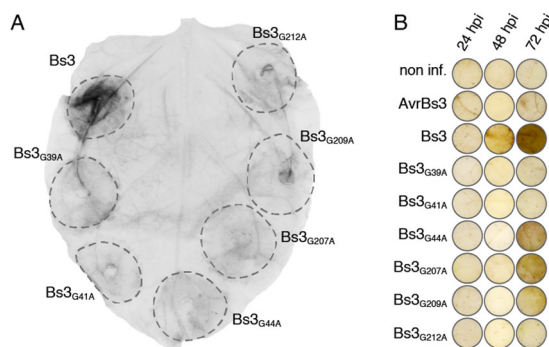 A
Bs3
Bs3G212A
Bs3G39A
Bs3G209A
Bs3G207A
Bs3G41A
Bs3G44A
B
24 hpi 48 hpi 72 hpi
non inf.
AvrBs3
Bs3
Bs3G39A
Bs3G41A
Bs3G44A
Bs3G207A
Bs3G209A
Bs3G212A